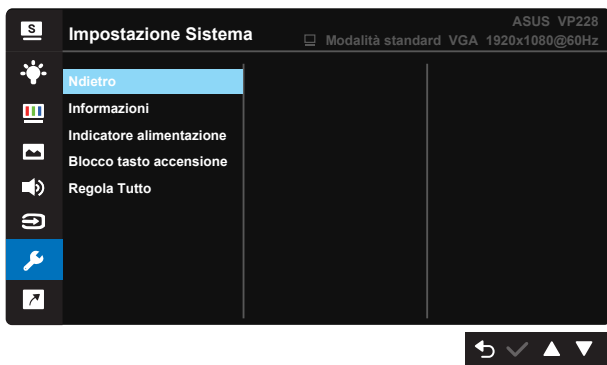 S
Impostazione Sistema
ASUS VP228
Modalità standard VGA 1920x1080@60Hz
Ndietro
Informazioni
Indicatore alimentazione
Blocco tasto accensione
Regola Tutto